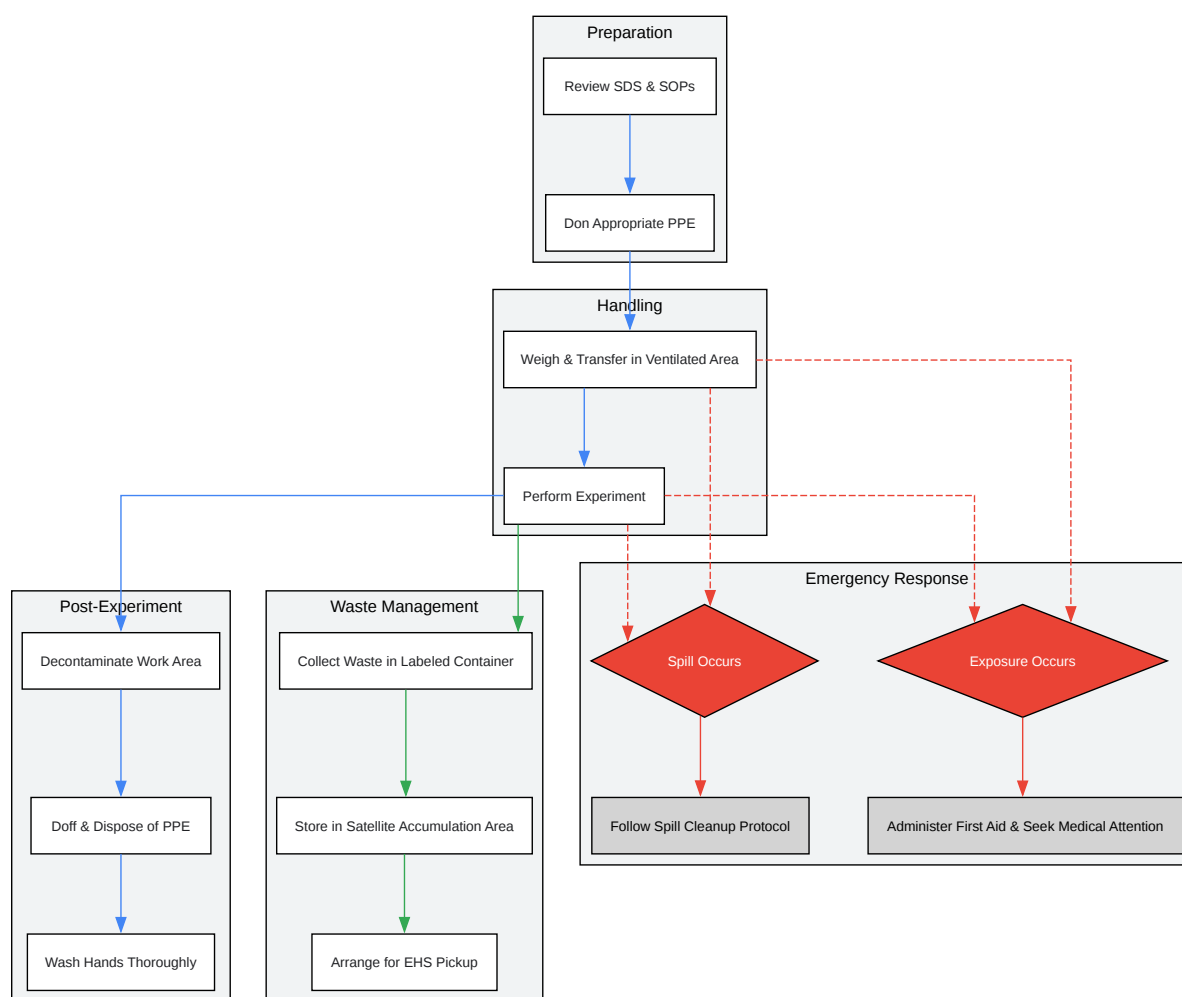 Preparation
Review SDS & SOPs
Don Appropriate PPE
Handling
Weigh & Transfer in Ventilated Area
Perform Experiment
Post-Experiment
Decontaminate Work Area
Doff & Dispose of PPE
Wash Hands Thoroughly
Waste Management
Collect Waste in Labeled Container
Store in Satellite Accumulation Area
Arrange for EHS Pickup
Emergency Response
Spill Occurs
Exposure Occurs
Follow Spill Cleanup Protocol
Administer First Aid & Seek Medical Attention